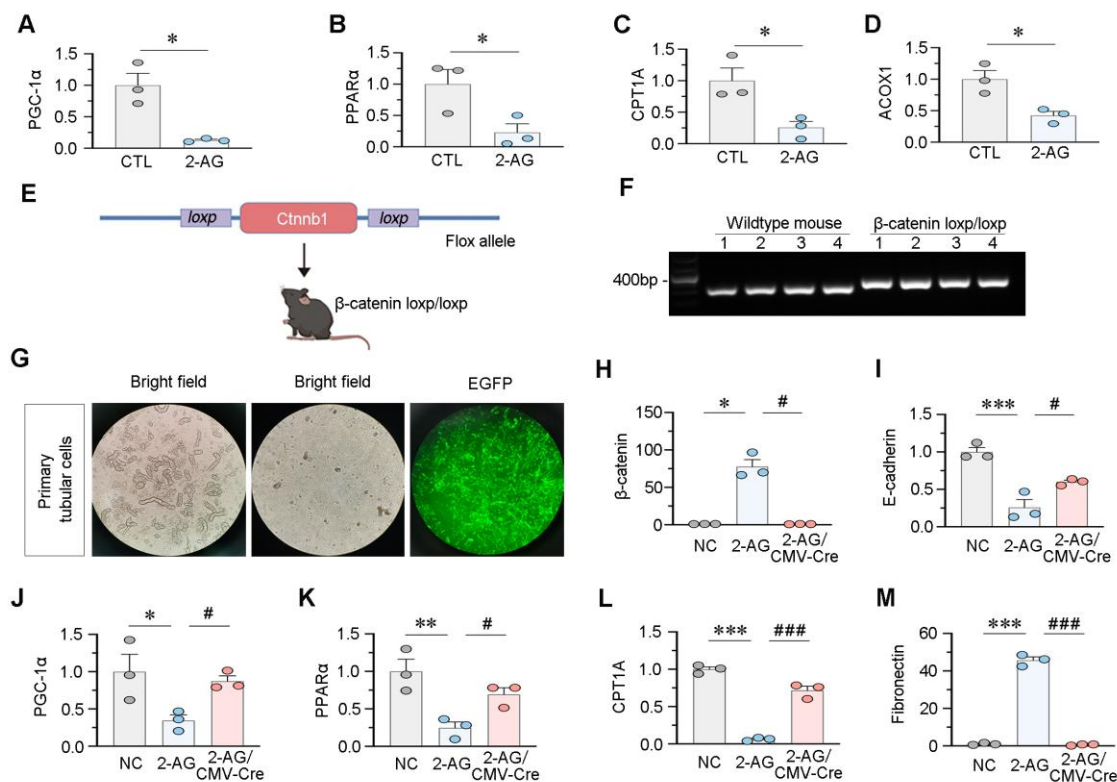 A
PGC-1α
1.5
1.0
0.5
0.0
*
CTL
2-AG
B
PPARα
1.5
1.0
0.5
0.0
*
CTL
2-AG
C
CPT1A
1.5
1.0
0.5
0.0
*
CTL
2-AG
D
ACOX1
1.5
1.0
0.5
0.0
*
CTL
2-AG
E
loxp
Ctnnb1
loxp
Flox allele
β-catenin loxp/loxp
F
Wildtype mouse
β-catenin loxp/loxp
1 2 3 4
1 2 3 4
400bp -
G
Bright field
Bright field
EGFP
Primary
tubular cells
H
β-catenin
150
100
75
50
25
0
*
#
NC
2-AG
2-AG/
CMV-Cre
I
E-cadherin
1.5
1.0
0.5
0.0
***
#
NC
2-AG
2-AG/
CMV-Cre
J
PGC-1α
1.5
1.0
0.5
0.0
*
#
NC
2-AG
2-AG/
CMV-Cre
K
PPARα
1.5
1.0
0.5
0.0
**
#
NC
2-AG
2-AG/
CMV-Cre
L
CPT1A
1.5
1.0
0.5
0.0
***
###
NC
2-AG
2-AG/
CMV-Cre
M
Fibronectin
60
40
20
0
***
###
NC
2-AG
2-AG/
CMV-Cre